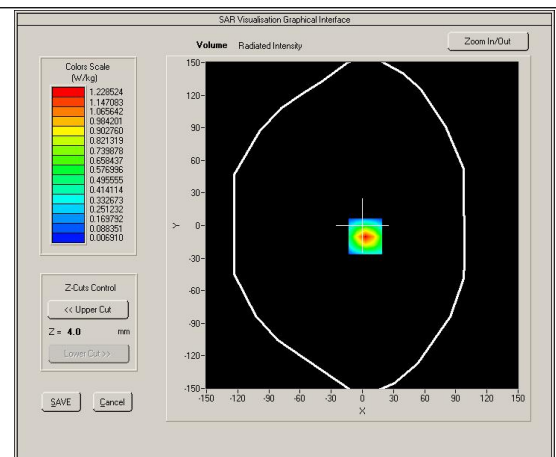 SAR Visualisation Graphical Interface
Volume Radiated Intensity
Zoom In/Out
Colors Scale
(W/kg)
1.228524
1.147083
1.065642
0.984201
0.902760
0.821319
0.739878
0.658437
0.576996
0.495555
0.414114
0.332673
0.251232
0.169792
0.088351
0.006910
Z-Cuts Control
<< Upper Cut
Z = 4.0 mm
Lower Cut >>
SAVE Cancel
150-
120-
90-
60-
30-
Y 0-
-30-
-60-
-90-
-120-
-150-
-150 -120 -90 -60 -30 0 30 60 90 120 150
X